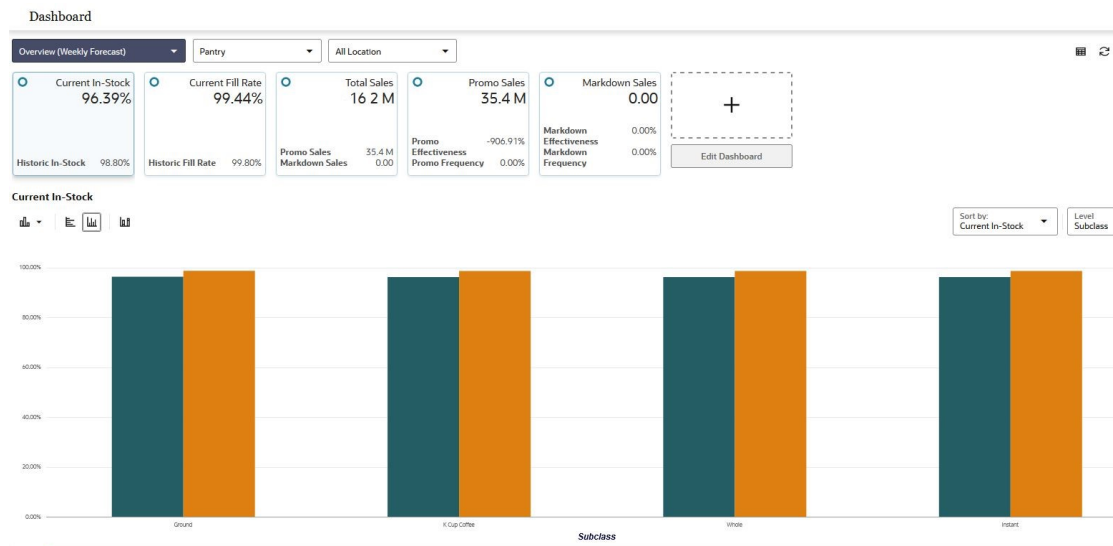 Dashboard
Overview (Weekly Forecast)
Pantry
All Location
Current In-Stock
96.39%
Historic In-Stock 98.80%
Current Fill Rate
99.44%
Historic Fill Rate 99.80%
Total Sales
16 2 M
Promo Sales 35.4 M
Markdown Sales 0.00
Promo Sales
35.4 M
Promo Effectiveness -906.91%
Promo Frequency 0.00%
Markdown Sales
0.00
Markdown Effectiveness 0.00%
Markdown Frequency 0.00%
+
Edit Dashboard
Current In-Stock
Sort by:
Current In-Stock
Level
Subclass
100.00%
80.00%
60.00%
40.00%
20.00%
0.00%
Ground
K Cup Coffee
Whole
Instant
Subclass